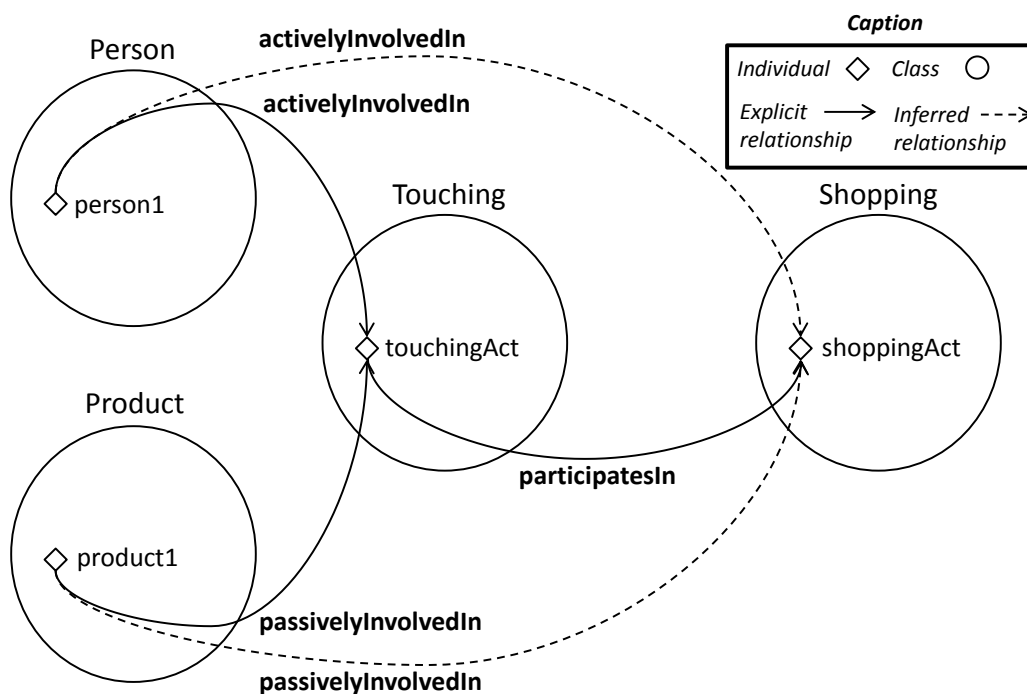 Person
activelyInvolvedIn
activelyInvolvedIn
person1
Caption
Individual Class
Explicit relationship
Inferred relationship
Touching
touchingAct
Shopping
shoppingAct
participatesIn
Product
product1
passivelyInvolvedIn
passivelyInvolvedIn